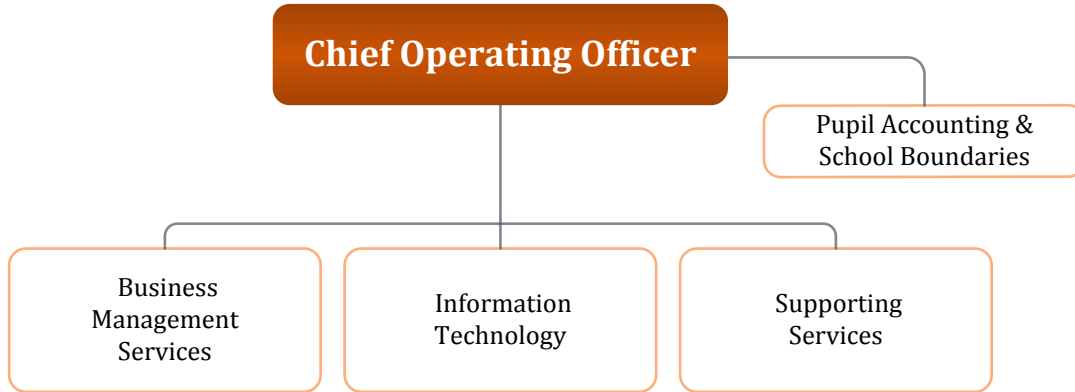 Chief Operating Officer
Pupil Accounting &
School Boundaries
Business
Management
Services
Information
Technology
Supporting
Services